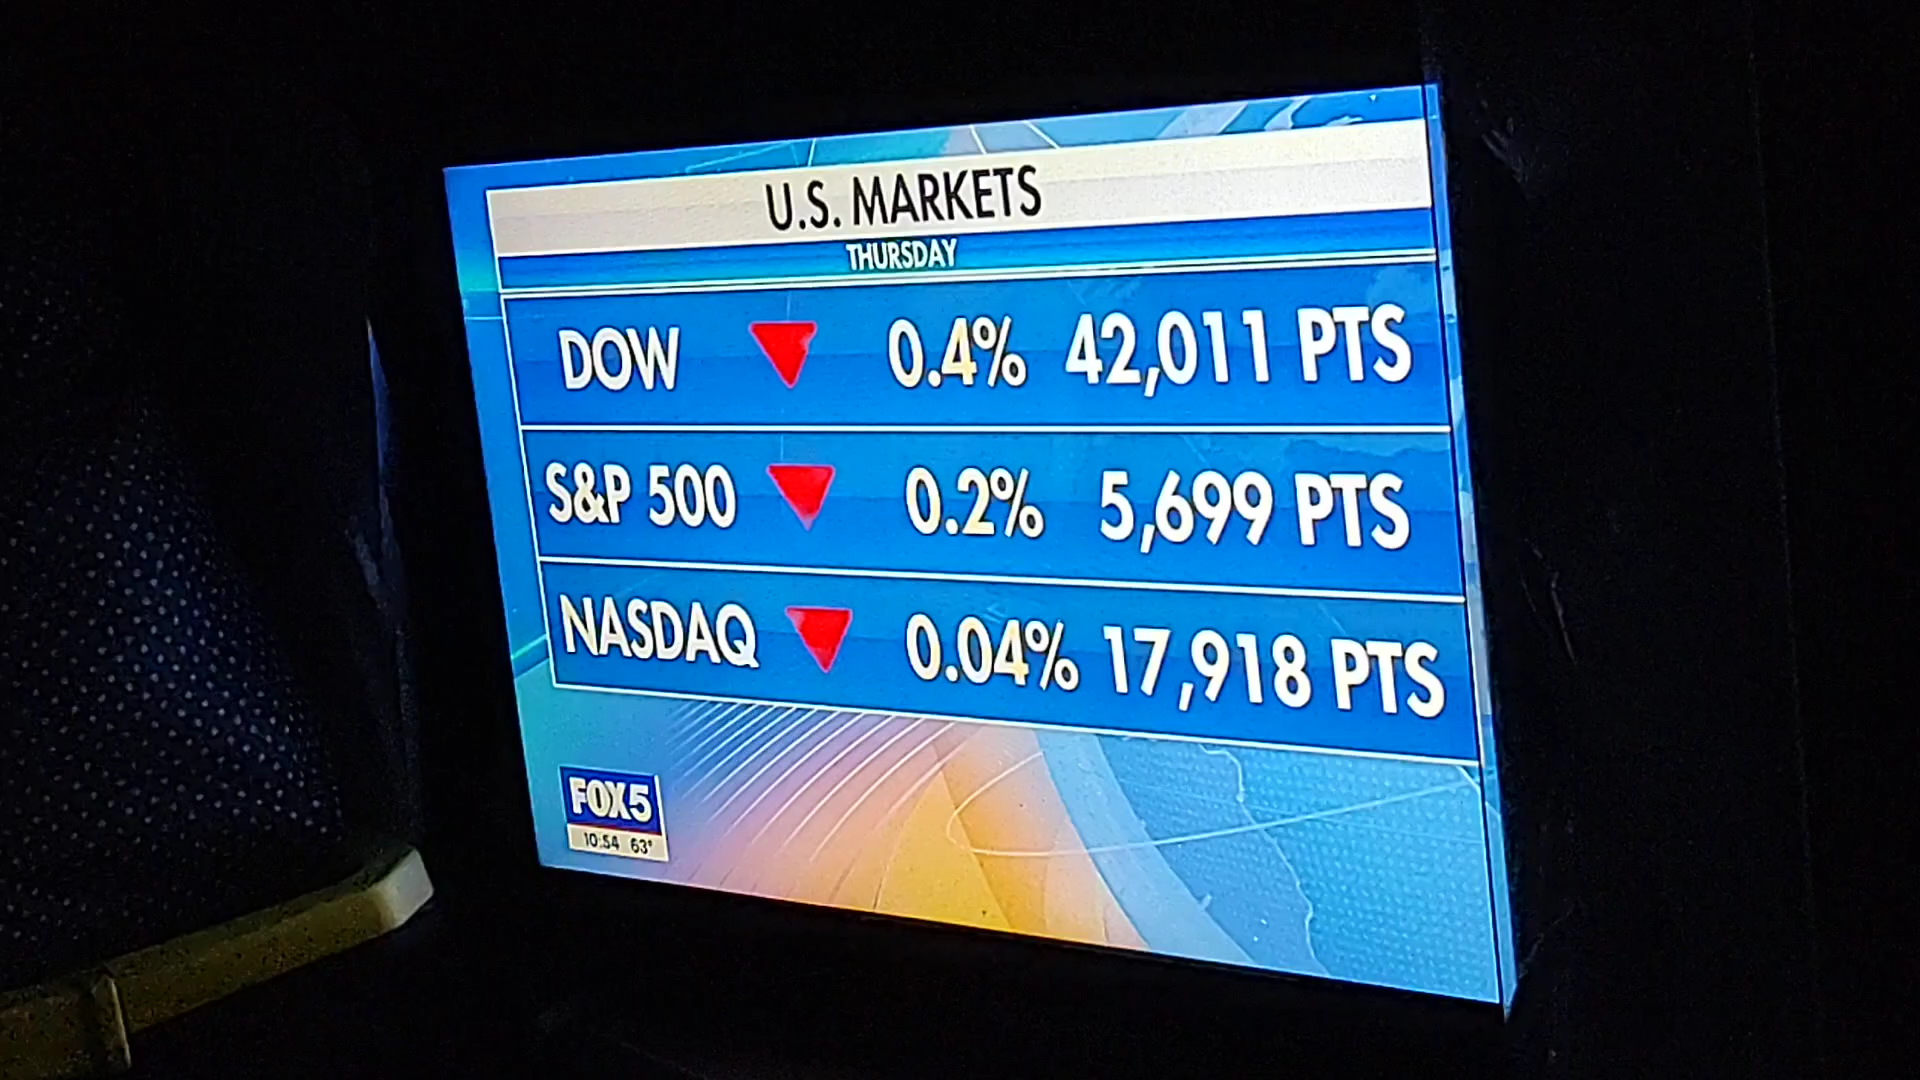 U.S. MARKETS
THURSDAY
DOW 0.4% 42,011 PTS
S&P 500 0.2% 5,699 PTS
NASDAQ 0.04% 17,918 PTS
FOX5
10:54 63°